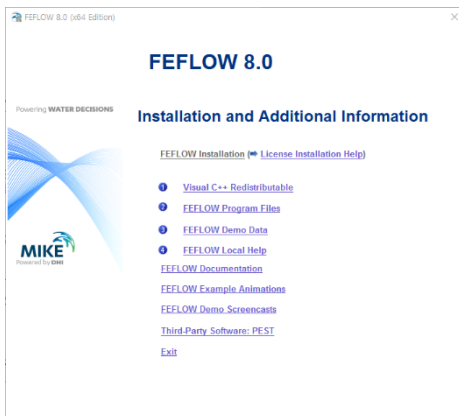 FEFLOW 8.0 (x64 Edition)
FEFLOW 8.0
Powering WATER DECISIONS
Installation and Additional Information
FEFLOW Installation (➡ License Installation Help)
1 Visual C++ Redistributable
2 FEFLOW Program Files
3 FEFLOW Demo Data
4 FEFLOW Local Help
MIKE
Powered by DHI
FEFLOW Documentation
FEFLOW Example Animations
FEFLOW Demo Screencasts
Third-Party Software: PEST
Exit